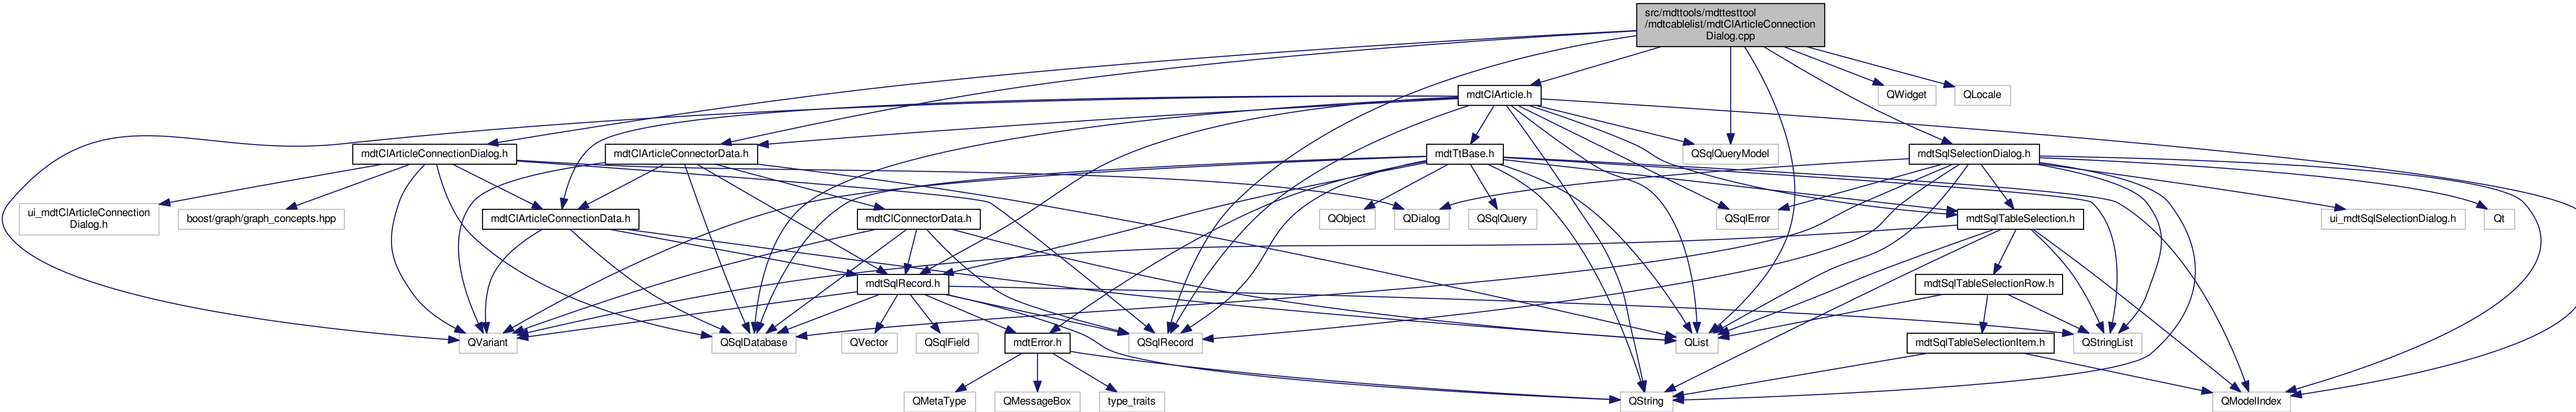 src/mdttools/mdttesttool
/mdtcablelist/mdtClArticleConnection
Dialog.cpp
mdtClArticle.h
QWidget
QLocale
mdtClArticleConnectionDialog.h
mdtClArticleConnectorData.h
mdtTtBase.h
QSqlQueryModel
mdtSqlSelectionDialog.h
ui_mdtClArticleConnection
Dialog.h
boost/graph/graph_concepts.hpp
mdtClArticleConnectionData.h
mdtClConnectorData.h
QObject
QDialog
QSqlQuery
QSqlError
mdtSqlTableSelection.h
ui_mdtSqlSelectionDialog.h
Qt
mdtSqlRecord.h
mdtSqlTableSelectionRow.h
QVariant
QSqlDatabase
QVector
QSqlField
mdtError.h
QSqlRecord
QList
mdtSqlTableSelectionItem.h
QStringList
QMetaType
QMessageBox
type_traits
QString
QModelIndex